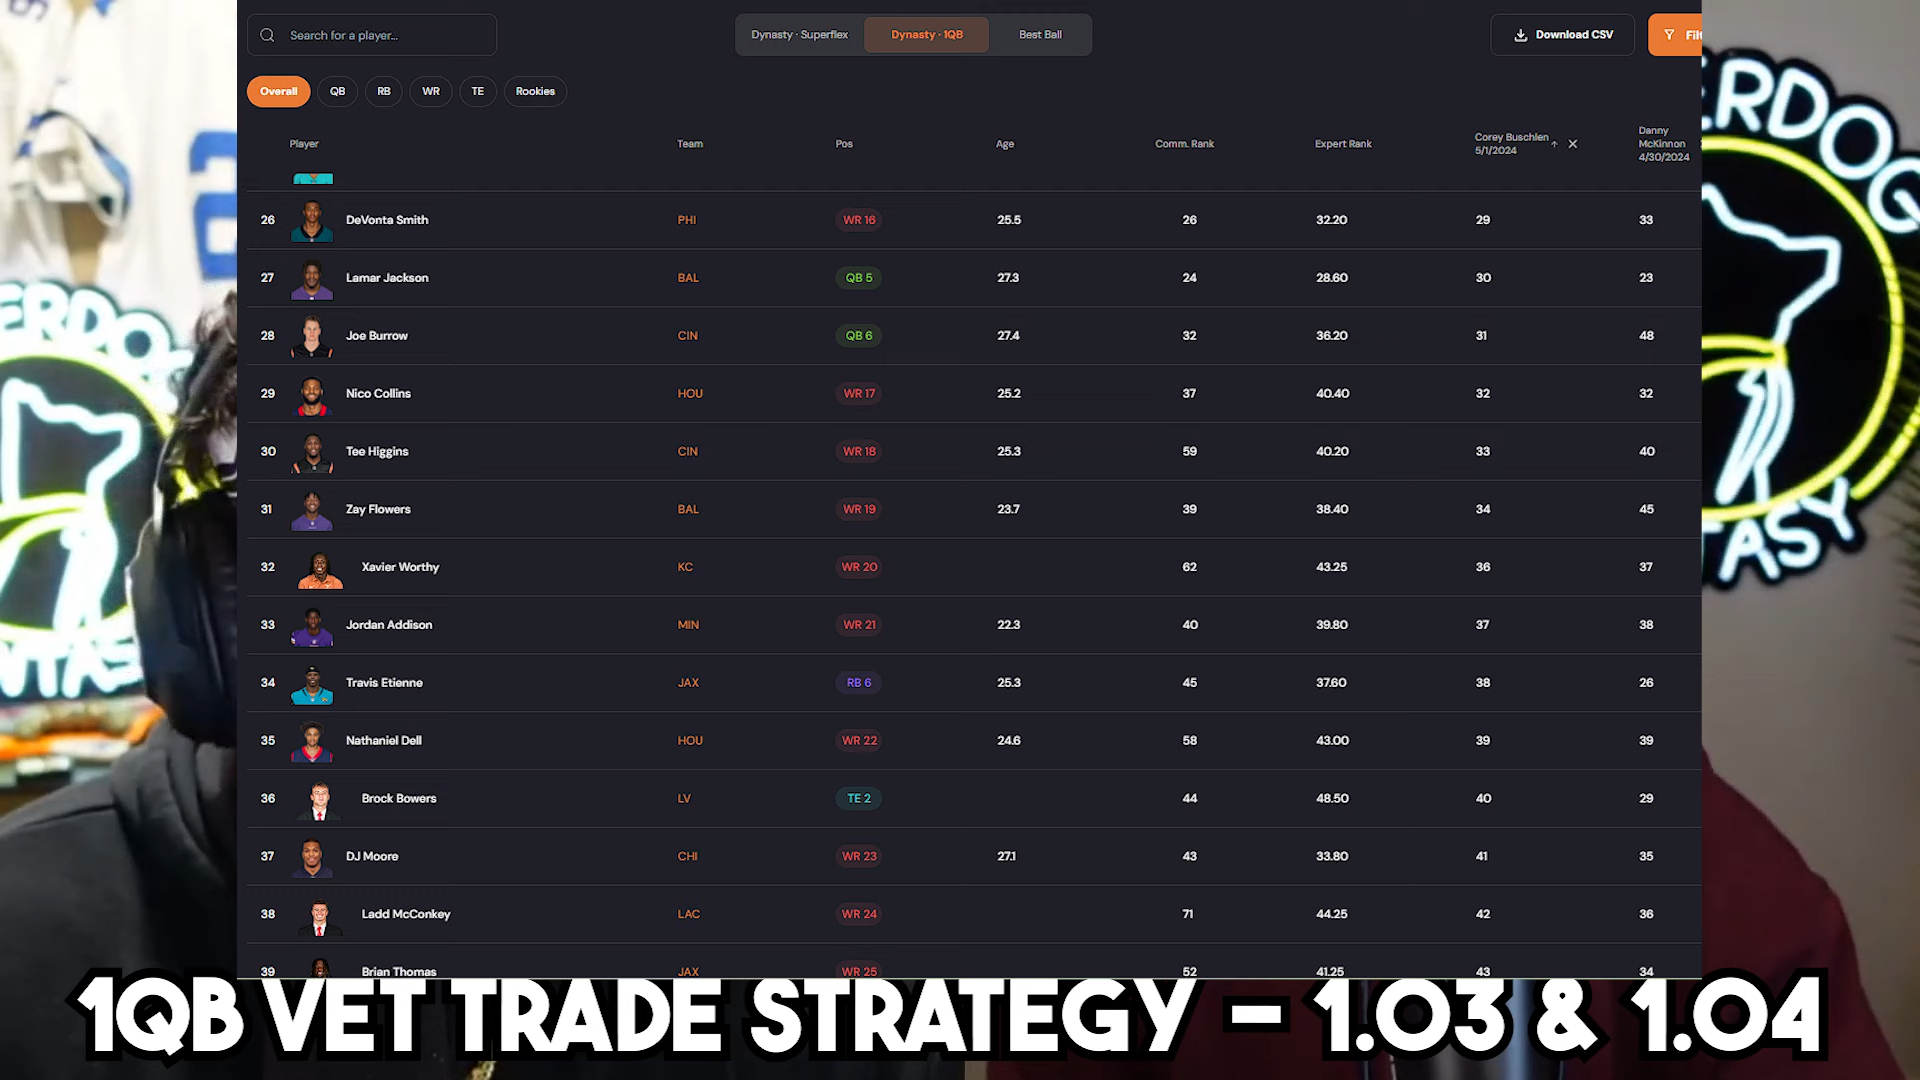 Search for a player...
Dynasty · Superflex
Dynasty · 1QB
Best Ball
Download CSV
Overall
QB
RB
WR
TE
Rookies
Player Team Pos Age Comm. Rank Expert Rank Corey Buschlen 5/1/2024 Danny McKinnon 4/30/2024
26 DeVonta Smith PHI WR 16 25.5 26 32.20 29 33
27 Lamar Jackson BAL QB 5 27.3 24 28.60 30 23
28 Joe Burrow CIN QB 6 27.4 32 36.20 31 48
29 Nico Collins HOU WR 17 25.2 37 40.40 32 32
30 Tee Higgins CIN WR 18 25.3 59 40.20 33 40
31 Zay Flowers BAL WR 19 23.7 39 38.40 34 45
32 Xavier Worthy KC WR 20 62 43.25 36 37
33 Jordan Addison MIN WR 21 22.3 40 39.80 37 38
34 Travis Etienne JAX RB 6 25.3 45 37.60 38 26
35 Nathaniel Dell HOU WR 22 24.6 58 43.00 39 39
36 Brock Bowers LV TE 2 44 48.50 40 29
37 DJ Moore CHI WR 23 27.1 43 33.80 41 35
38 Ladd McConkey LAC WR 24 71 44.25 42 36
39 Brian Thomas JAX WR 25 52 41.25 43 34
1QB VET TRADE STRATEGY - 1.03 & 1.04